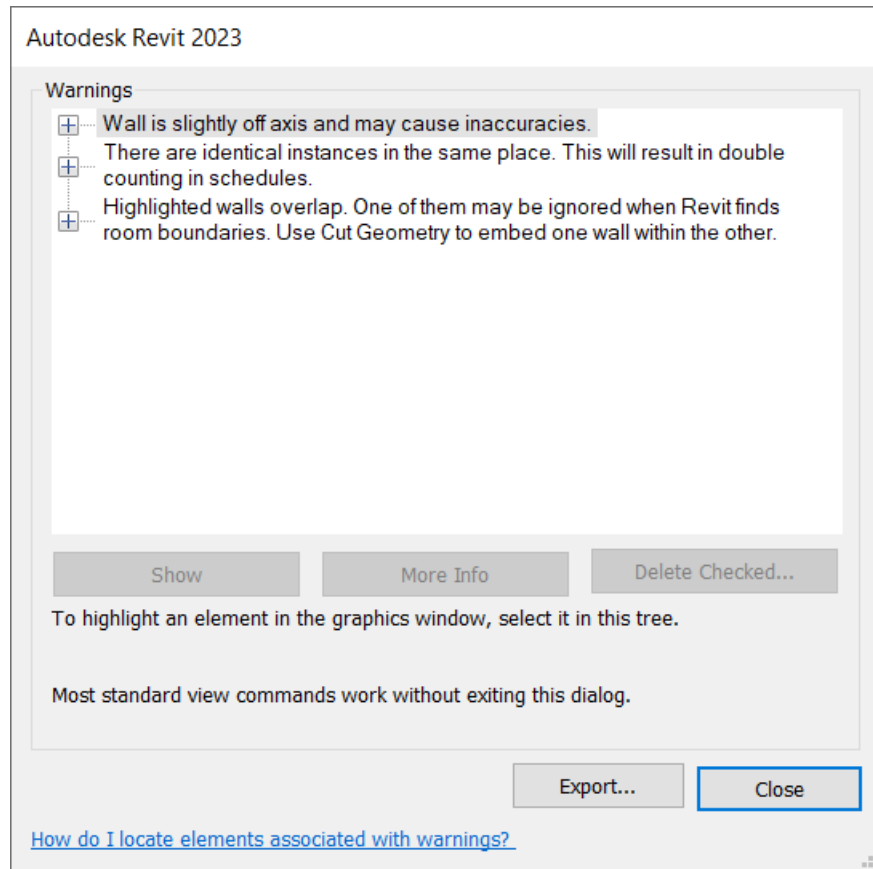 Autodesk Revit 2023
Warnings
Wall is slightly off axis and may cause inaccuracies.
There are identical instances in the same place. This will result in double
counting in schedules.
Highlighted walls overlap. One of them may be ignored when Revit finds
room boundaries. Use Cut Geometry to embed one wall within the other.
Show More Info Delete Checked...
To highlight an element in the graphics window, select it in this tree.
Most standard view commands work without exiting this dialog.
Export... Close
How do I locate elements associated with warnings?